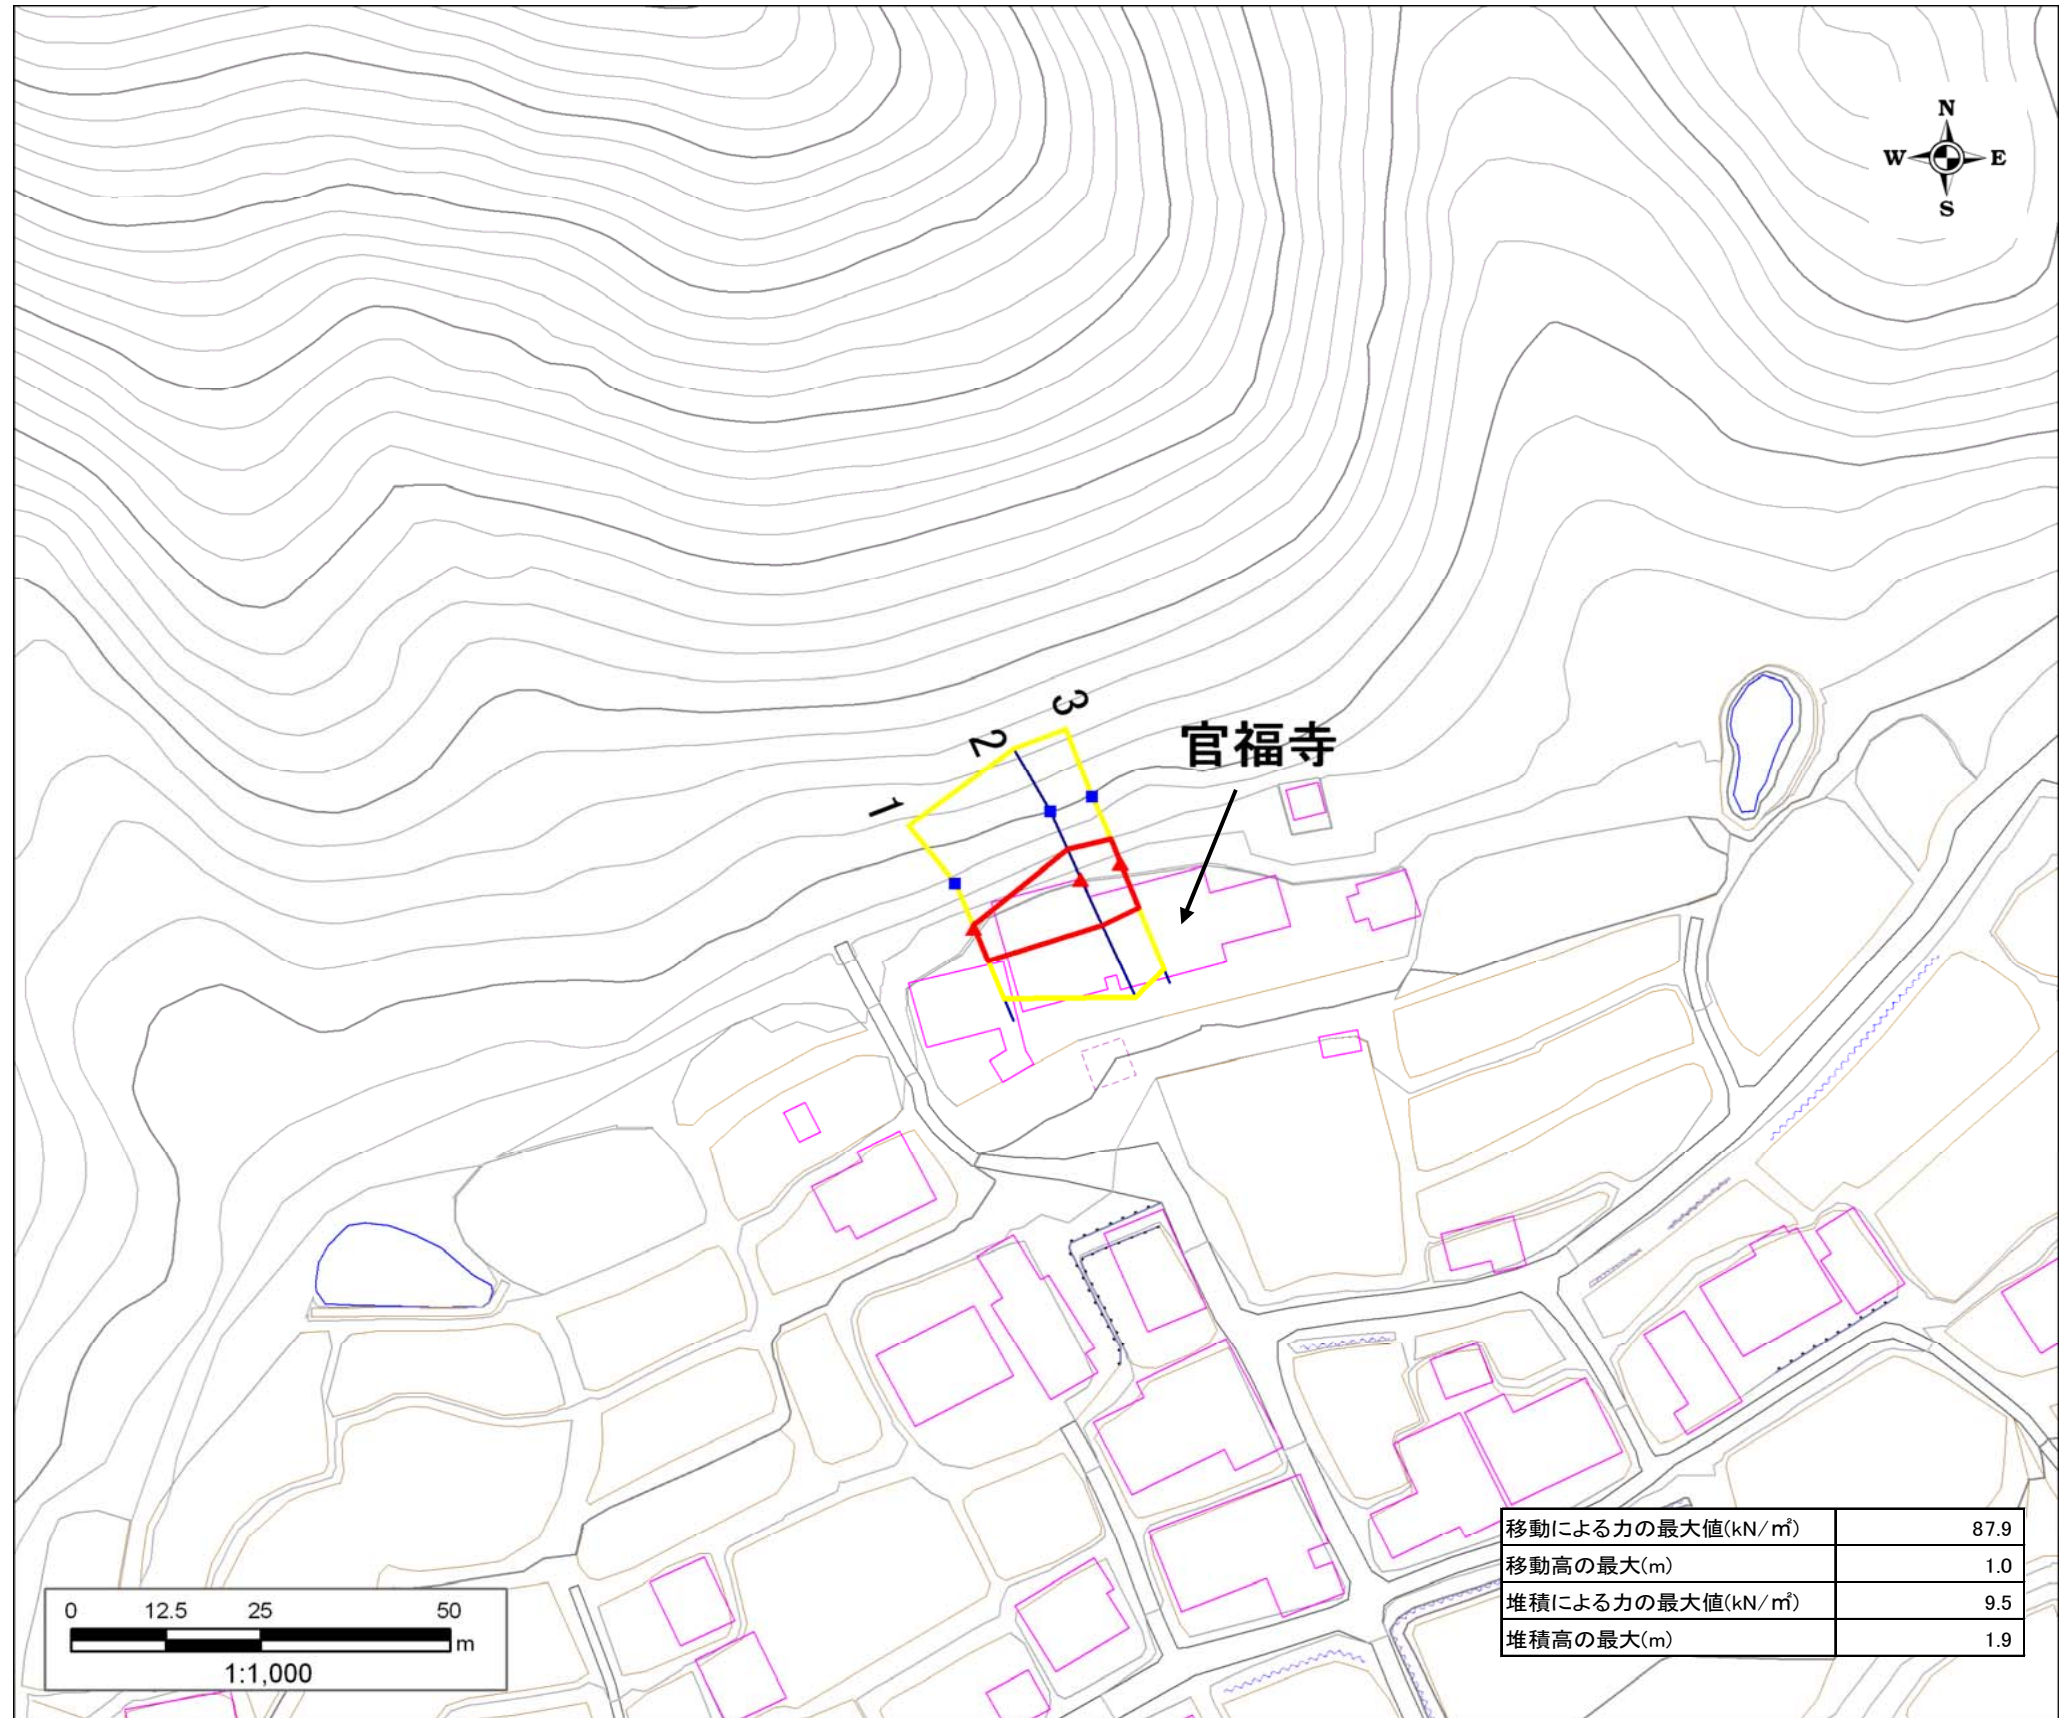 N
W E
S
3
2
1
官福寺
移動による力の最大値(kN/㎡) 87.9
移動高の最大(m) 1.0
堆積による力の最大値(kN/㎡) 9.5
堆積高の最大(m) 1.9
0 12.5 25 50
m
1:1,000